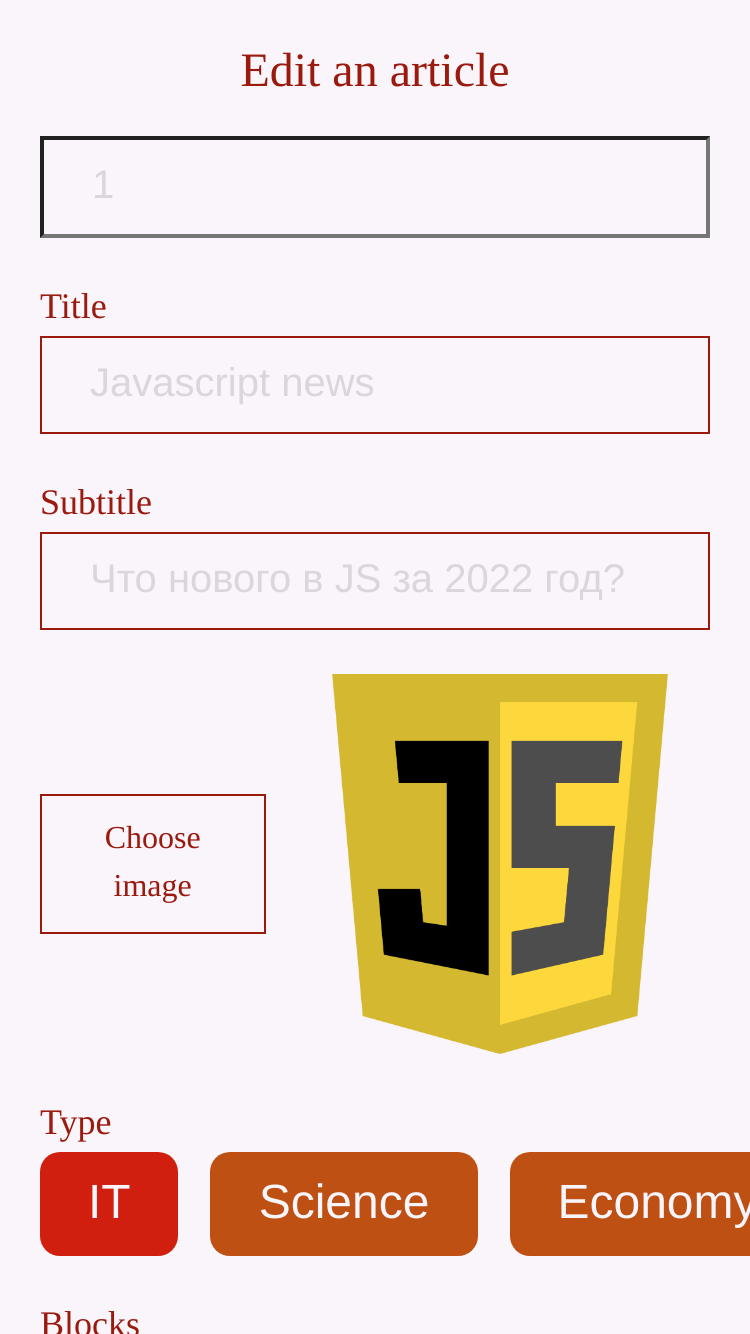 Edit an article
1
Title
Javascript news
Subtitle
Что нового в JS за 2022 год?
JS
Choose
image
Type
IT Science Economy
Blocks